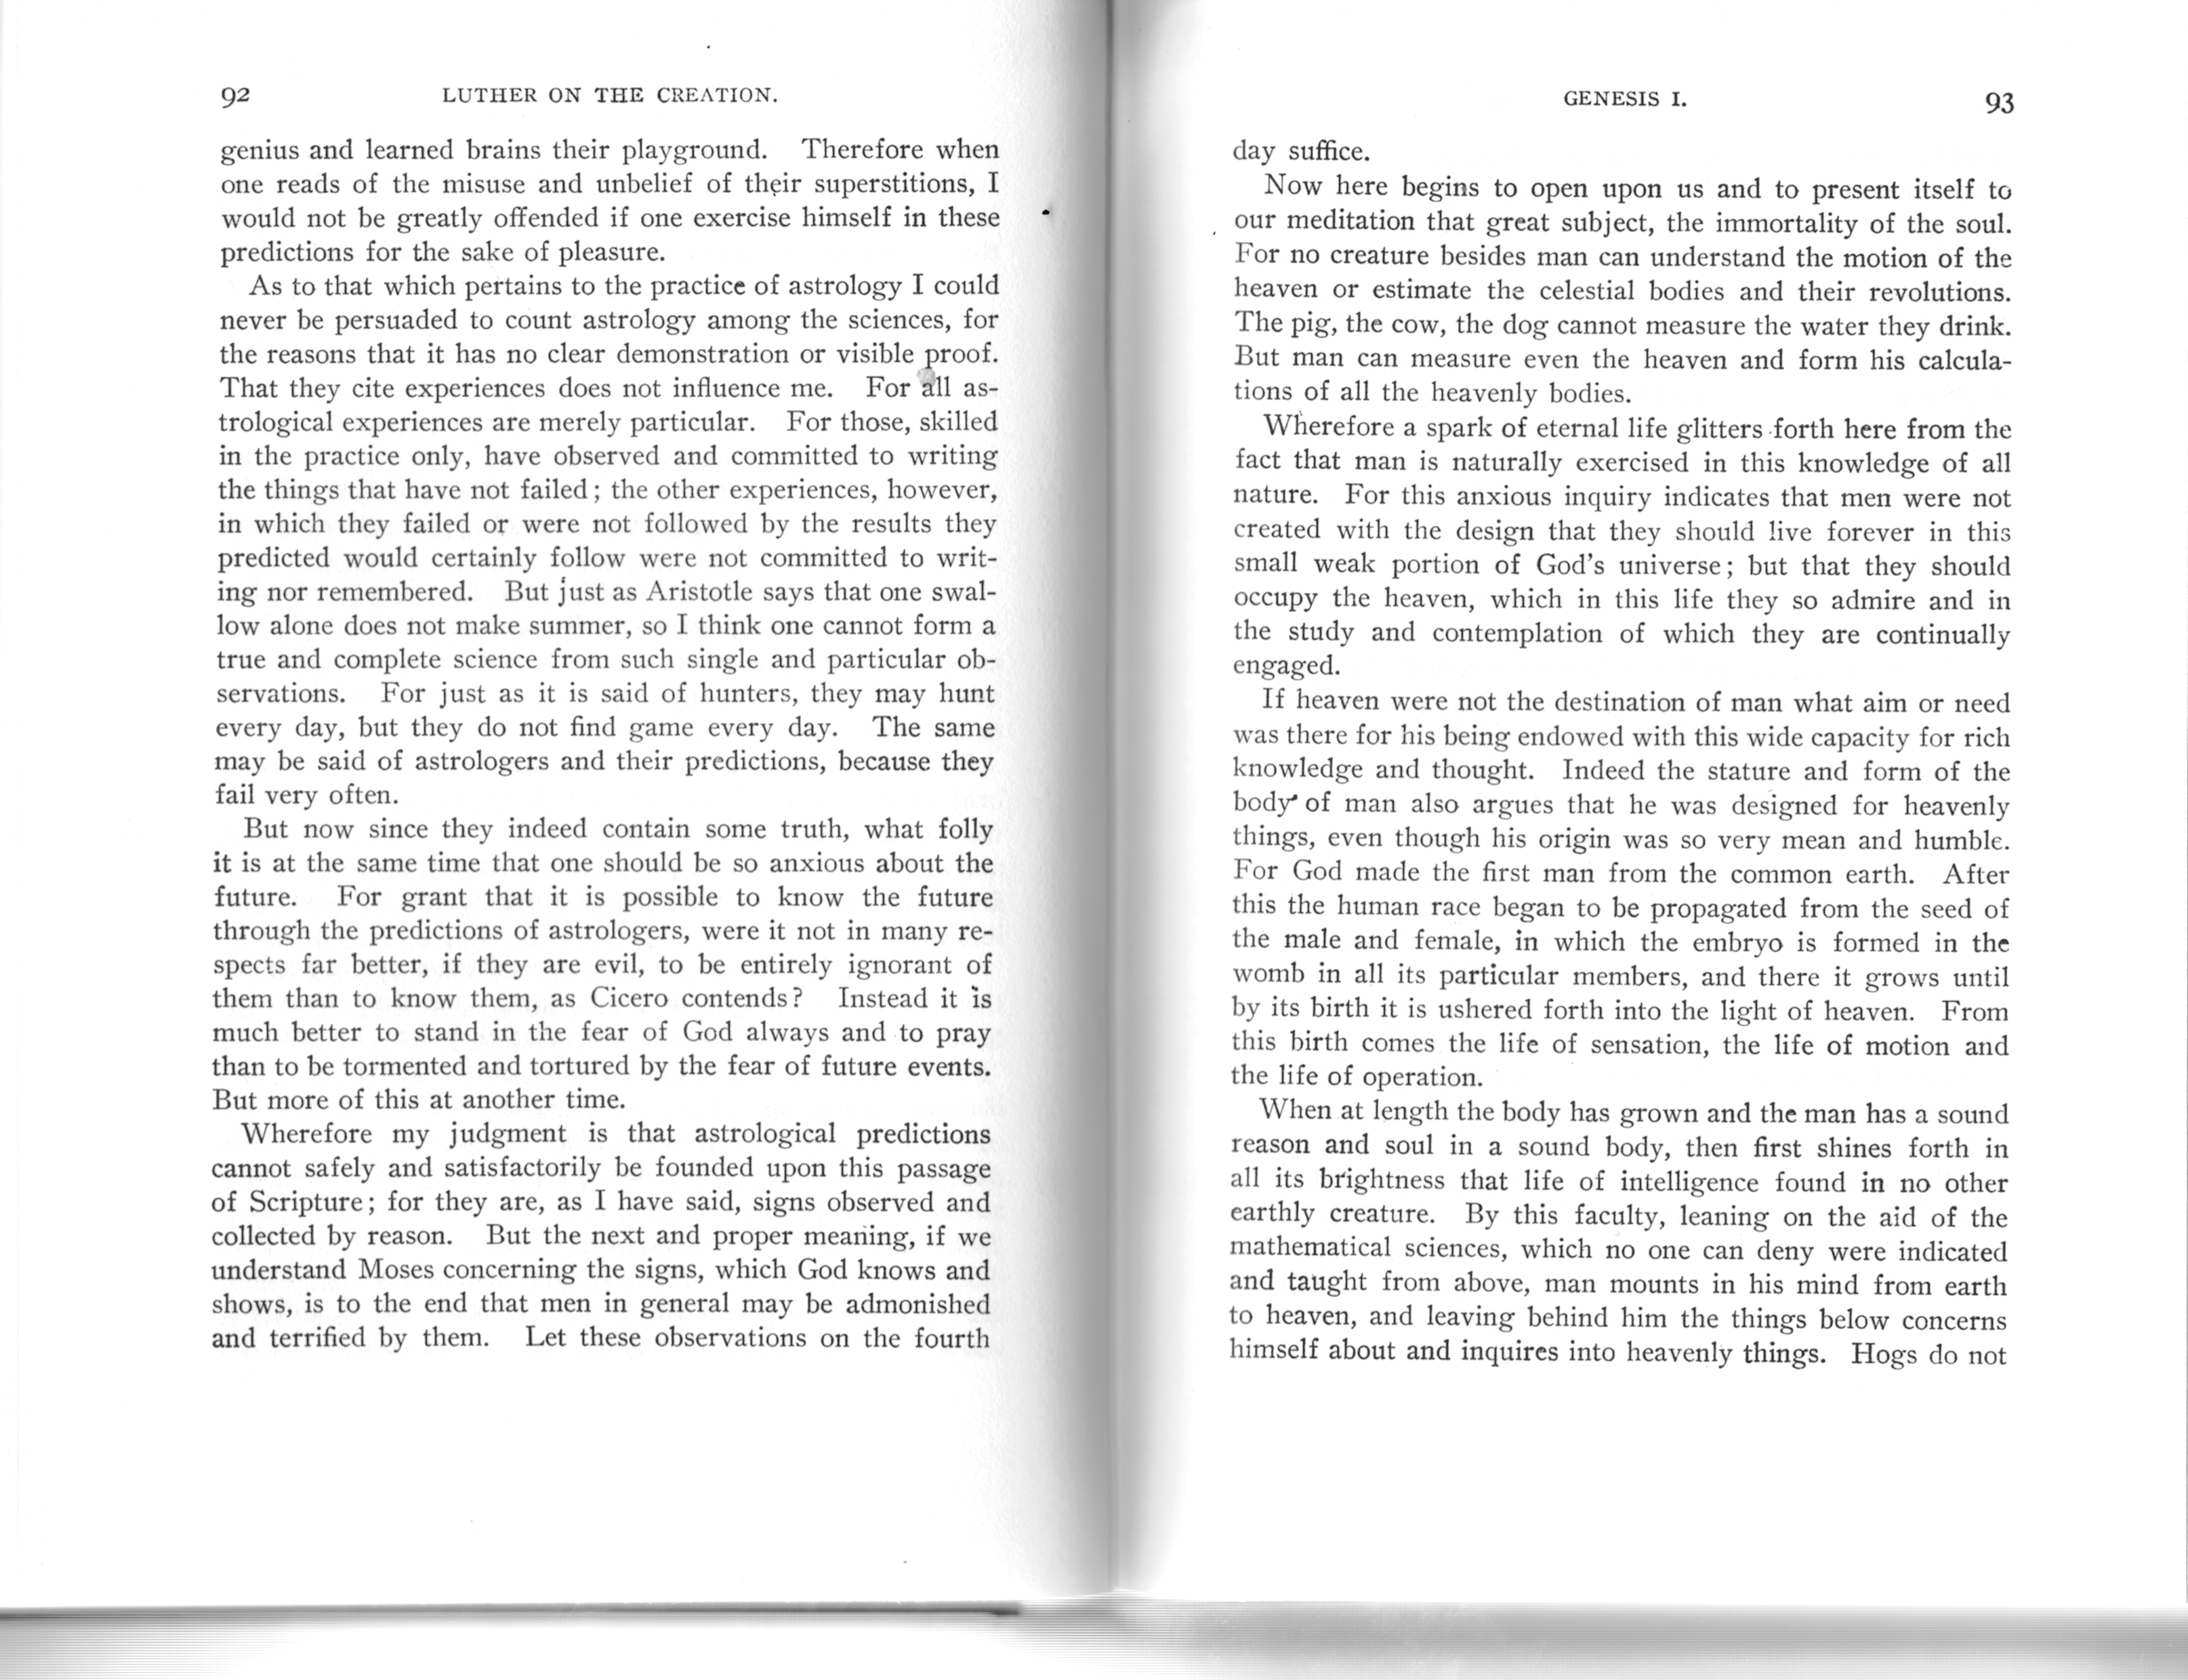 92 LUTHER ON THE CREATION.
genius and learned brains their playground. Therefore when
one reads of the misuse and unbelief of their superstitions, I
would not be greatly offended if one exercise himself in these
predictions for the sake of pleasure.
As to that which pertains to the practice of astrology I could
never be persuaded to count astrology among the sciences, for
the reasons that it has no clear demonstration or visible proof.
That they cite experiences does not influence me. For all as-
trological experiences are merely particular. For those, skilled
in the practice only, have observed and committed to writing
the things that have not failed; the other experiences, however,
in which they failed or were not followed by the results they
predicted would certainly follow were not committed to writ-
ing nor remembered. But just as Aristotle says that one swal-
low alone does not make summer, so I think one cannot form a
true and complete science from such single and particular ob-
servations. For just as it is said of hunters, they may hunt
every day, but they do not find game every day. The same
may be said of astrologers and their predictions, because they
fail very often.
But now since they indeed contain some truth, what folly
it is at the same time that one should be so anxious about the
future. For grant that it is possible to know the future
through the predictions of astrologers, were it not in many re-
spects far better, if they are evil, to be entirely ignorant of
them than to know them, as Cicero contends? Instead it is
much better to stand in the fear of God always and to pray
than to be tormented and tortured by the fear of future events.
But more of this at another time.
Wherefore my judgment is that astrological predictions
cannot safely and satisfactorily be founded upon this passage
of Scripture; for they are, as I have said, signs observed and
collected by reason. But the next and proper meaning, if we
understand Moses concerning the signs, which God knows and
shows, is to the end that men in general may be admonished
and terrified by them. Let these observations on the fourth
GENESIS I. 93
day suffice.
Now here begins to open upon us and to present itself to
our meditation that great subject, the immortality of the soul.
For no creature besides man can understand the motion of the
heaven or estimate the celestial bodies and their revolutions.
The pig, the cow, the dog cannot measure the water they drink.
But man can measure even the heaven and form his calcula-
tions of all the heavenly bodies.
Wherefore a spark of eternal life glitters forth here from the
fact that man is naturally exercised in this knowledge of all
nature. For this anxious inquiry indicates that men were not
created with the design that they should live forever in this
small weak portion of God's universe; but that they should
occupy the heaven, which in this life they so admire and in
the study and contemplation of which they are continually
engaged.
If heaven were not the destination of man what aim or need
was there for his being endowed with this wide capacity for rich
knowledge and thought. Indeed the stature and form of the
body of man also argues that he was designed for heavenly
things, even though his origin was so very mean and humble.
For God made the first man from the common earth. After
this the human race began to be propagated from the seed of
the male and female, in which the embryo is formed in the
womb in all its particular members, and there it grows until
by its birth it is ushered forth into the light of heaven. From
this birth comes the life of sensation, the life of motion and
the life of operation.
When at length the body has grown and the man has a sound
reason and soul in a sound body, then first shines forth in
all its brightness that life of intelligence found in no other
earthly creature. By this faculty, leaning on the aid of the
mathematical sciences, which no one can deny were indicated
and taught from above, man mounts in his mind from earth
to heaven, and leaving behind him the things below concerns
himself about and inquires into heavenly things. Hogs do not